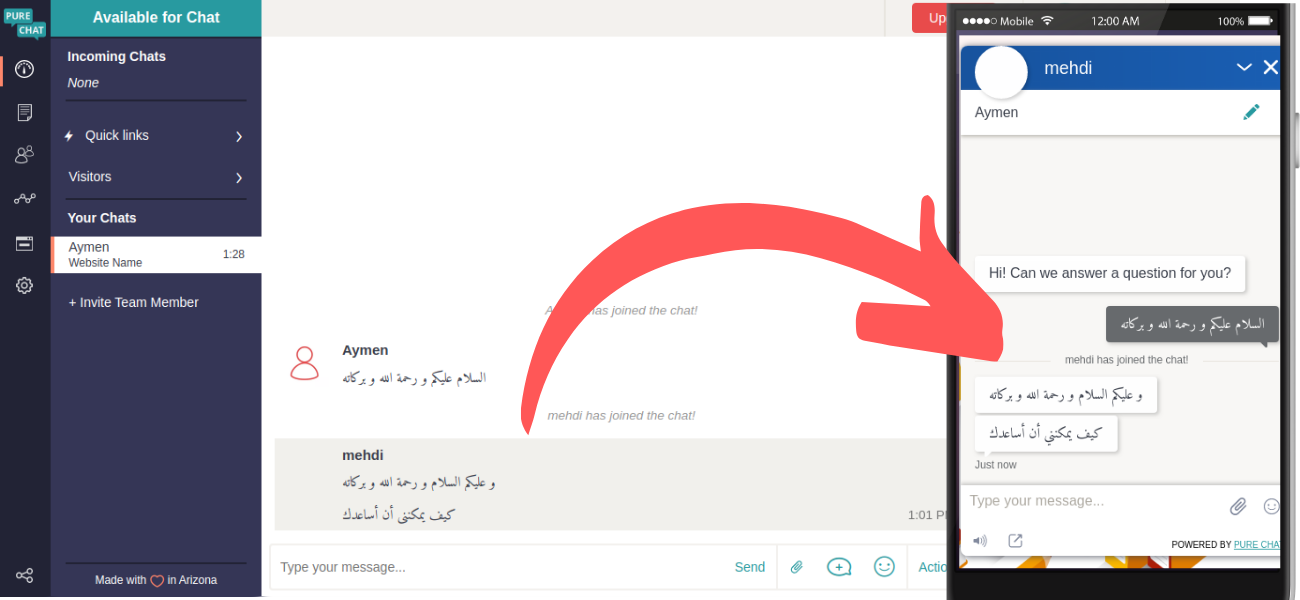 PURE
CHAT
Available for Chat
Incoming Chats
None
Quick links
Visitors
Your Chats
Aymen
1:28
Website Name
+ Invite Team Member
Made with
in Arizona
has joined the chat!
Aymen
السلام عليكم و رحمة الله و بركاته
mehdi has joined the chat!
mehdi
و عليكم السلام و رحمة الله و بركاته
كيف يمكنني أن أساعدك
1:01 P
Type your message...
Send
Actio
Up
Mobile
12:00 AM
100%
mehdi
Aymen
Hi! Can we answer a question for you?
السلام عليكم و رحمة الله و بركاته
mehdi has joined the chat!
و عليكم السلام و رحمة الله و بركاته
كيف يمكنني أن أساعدك
Just now
Type your message...
POWERED BY PURE CHAT